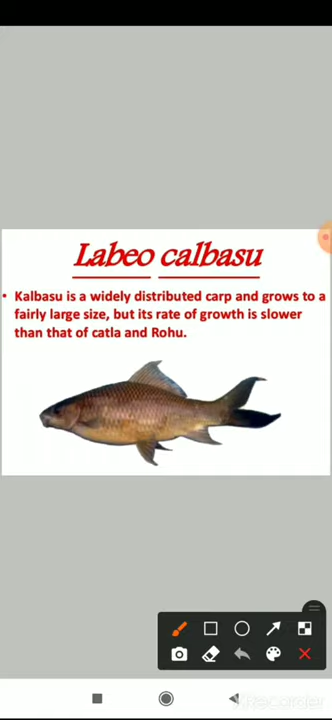 Labeo calbasu
• Kalbasu is a widely distributed carp and grows to a
fairly large size, but its rate of growth is slower
than that of catla and Rohu.